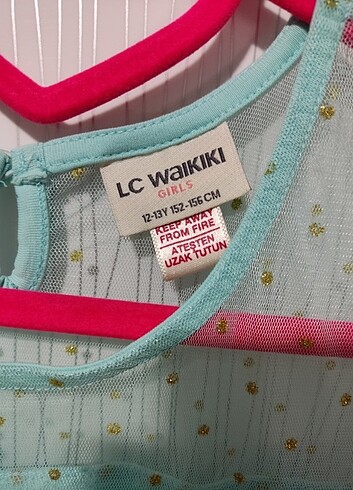 LC WAIKIKI
GIRLS
12-13Y 152-156 CM
KEEP AWAY
FROM FIRE
ATEŞTEN
UZAK TUTUN